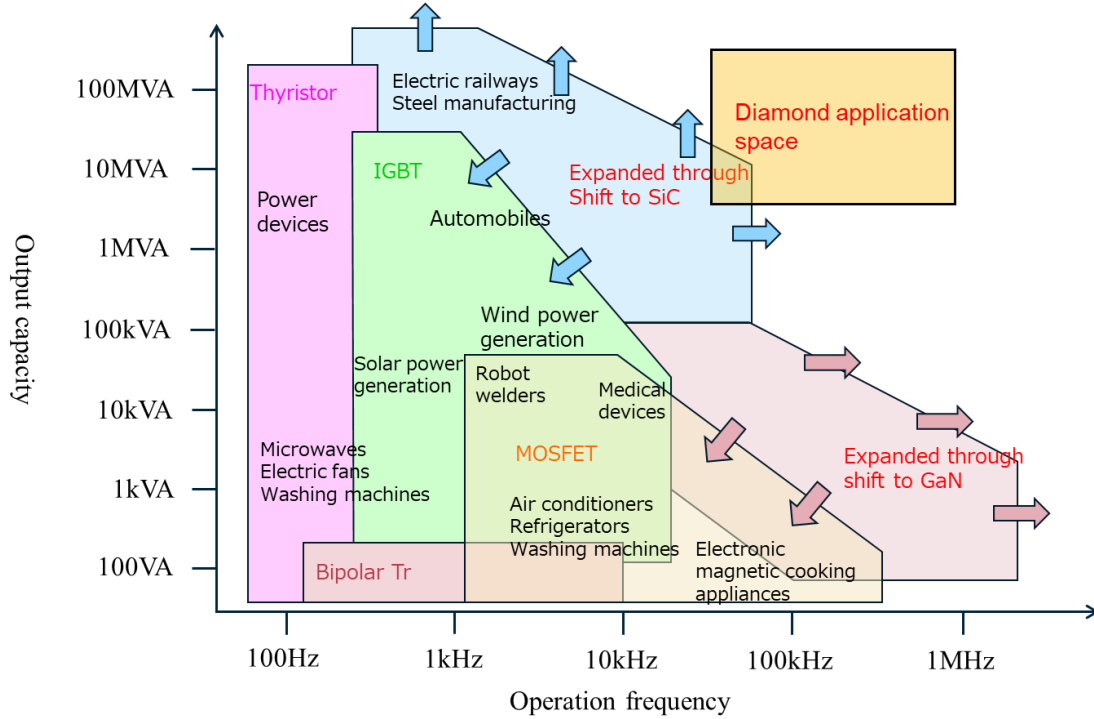 Output capacity
100MVA
10MVA
1MVA
100kVA
10kVA
1kVA
100VA
Thyristor
Power
devices
Microwaves
Electric fans
Washing machines
Electric railways
Steel manufacturing
IGBT
Automobiles
Expanded through
Shift to SiC
Diamond application
space
Wind power
generation
Solar power
generation
Robot
welders
Medical
devices
MOSFET
Air conditioners
Refrigerators
Washing machines
Expanded through
shift to GaN
Electronic
magnetic cooking
appliances
Bipolar Tr
100Hz
1kHz
10kHz
100kHz
1MHz
Operation frequency